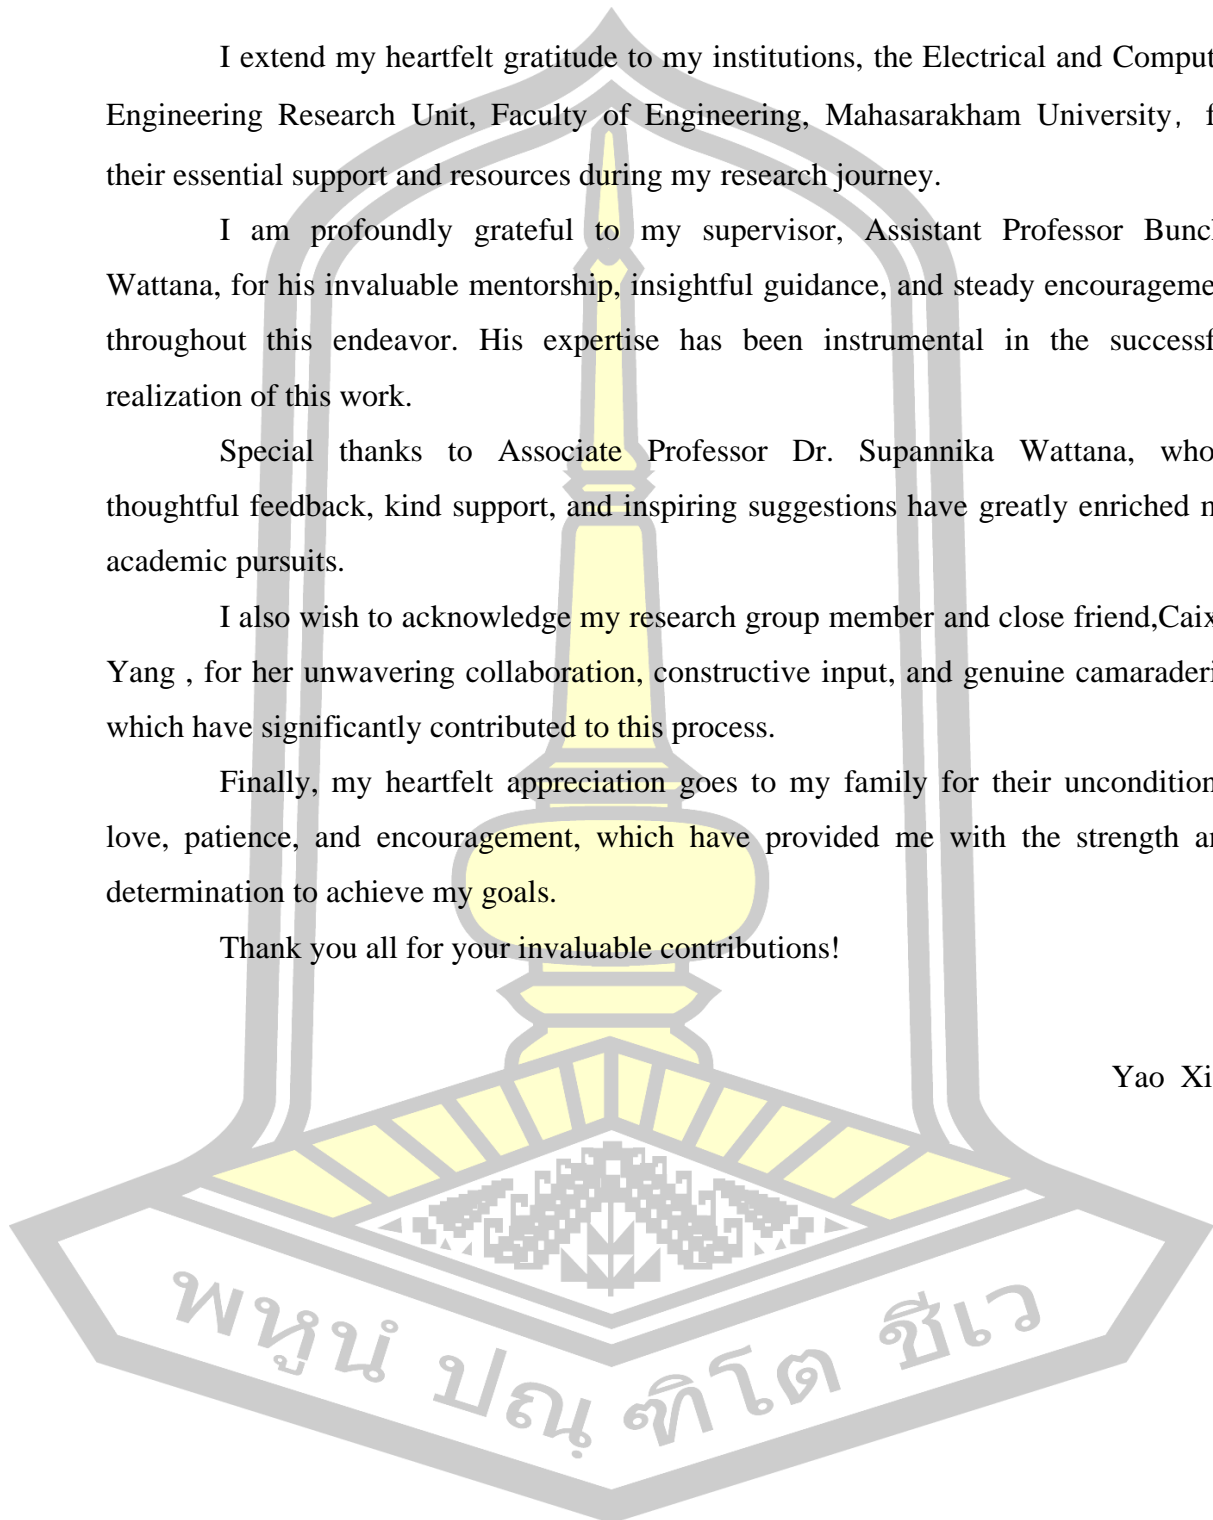 I extend my heartfelt gratitude to my institutions, the Electrical and Comput
Engineering Research Unit, Faculty of Engineering, Mahasarakham University, f
their essential support and resources during my research journey.
I am profoundly grateful to my supervisor, Assistant Professor Bunc
Wattana, for his invaluable mentorship, insightful guidance, and steady encourageme
throughout this endeavor. His expertise has been instrumental in the successf
realization of this work.
Special thanks to Associate Professor Dr. Supannika Wattana, who
thoughtful feedback, kind support, and inspiring suggestions have greatly enriched m
academic pursuits.
I also wish to acknowledge my research group member and close friend,Caix
Yang , for her unwavering collaboration, constructive input, and genuine camaraderi
which have significantly contributed to this process.
Finally, my heartfelt appreciation goes to my family for their uncondition
love, patience, and encouragement, which have provided me with the strength a
determination to achieve my goals.
Thank you all for your invaluable contributions!
Yao Xi
พหูนํ ปณฺฑิโต ชีเว